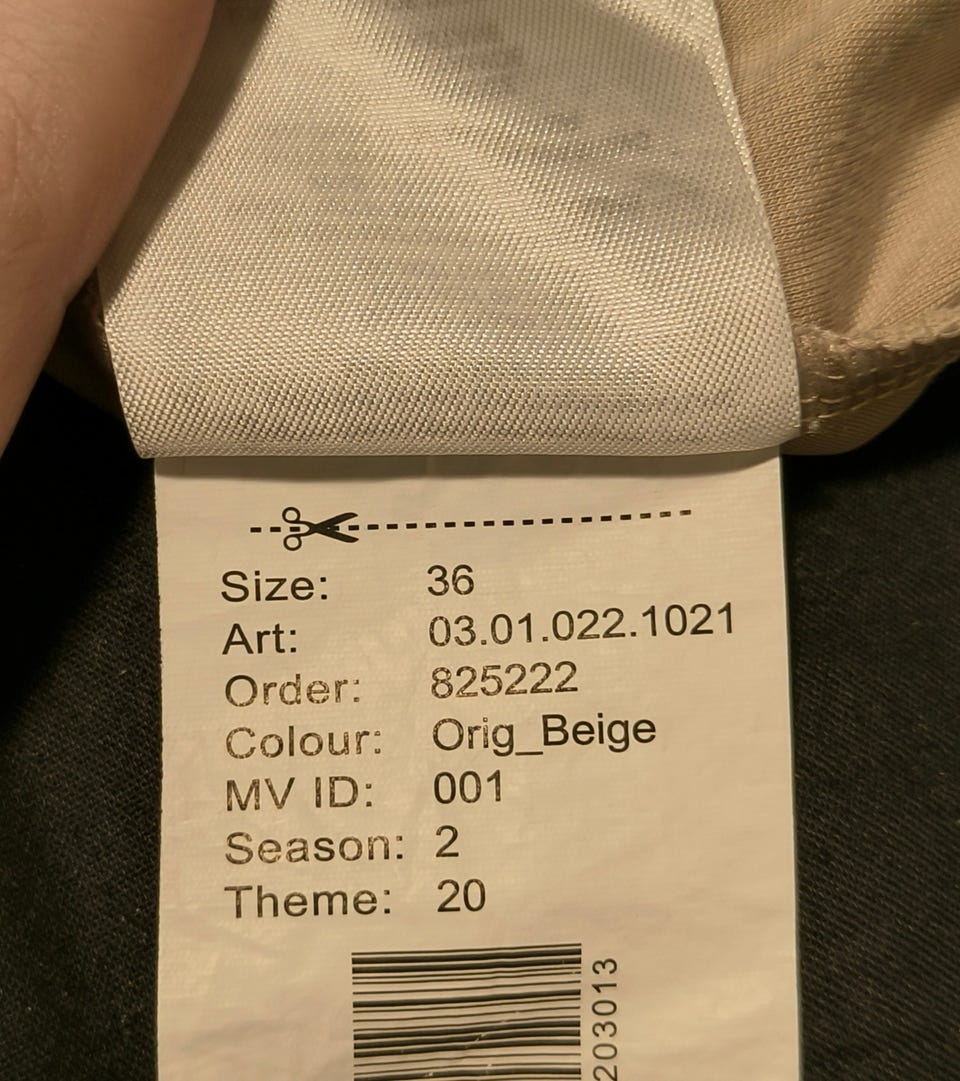 Size: 36
Art: 03.01.022.1021
Order: 825222
Colour: Orig_Beige
MV ID: 001
Season: 2
Theme: 20
203013